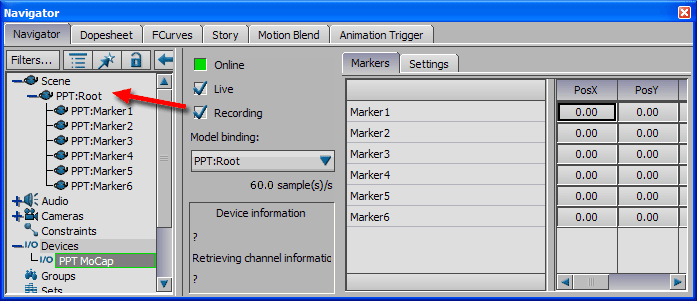 Navigator
Navigator Dopesheet FCurves Story Motion Blend Animation Trigger
Filters...
Scene
PPT:Root
PPT:Marker1
PPT:Marker2
PPT:Marker3
PPT:Marker4
PPT:Marker5
PPT:Marker6
Audio
Cameras
Constraints
I/O Devices
I/O PPT MoCap
Groups
Sets
Online
Live
Recording
Model binding:
PPT:Root
60.0 sample(s)/s
Device information
?
Retrieving channel informatio
?
Markers Settings
PosX PosY
Marker1 0.00 0.00
Marker2 0.00 0.00
Marker3 0.00 0.00
Marker4 0.00 0.00
Marker5 0.00 0.00
Marker6 0.00 0.00